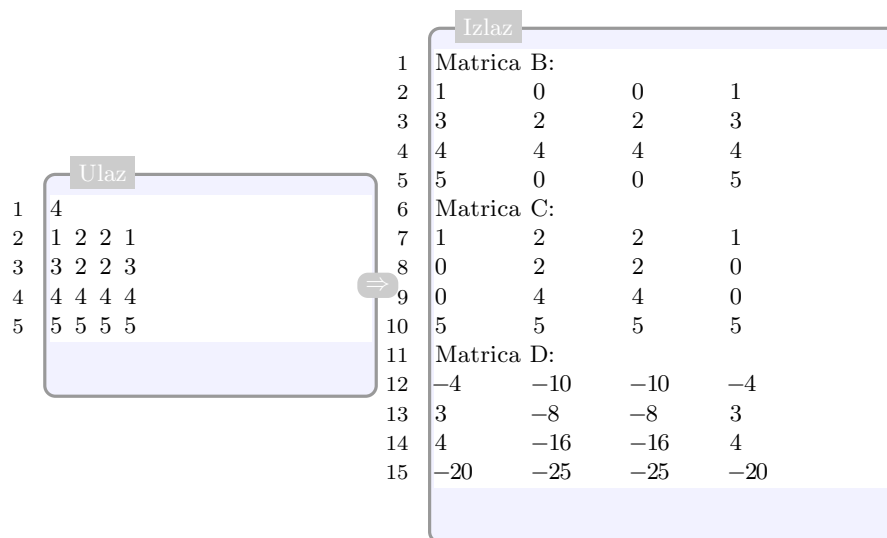 Ulaz
1 4
2 1 2 2 1
3 3 2 2 3
4 4 4 4 4
5 5 5 5 5
⇒
Izlaz
1 Matrica B:
2 1 0 0 1
3 3 2 2 3
4 4 4 4 4
5 5 0 0 5
6 Matrica C:
7 1 2 2 1
8 0 2 2 0
9 0 4 4 0
10 5 5 5 5
11 Matrica D:
12 −4 −10 −10 −4
13 3 −8 −8 3
14 4 −16 −16 4
15 −20 −25 −25 −20